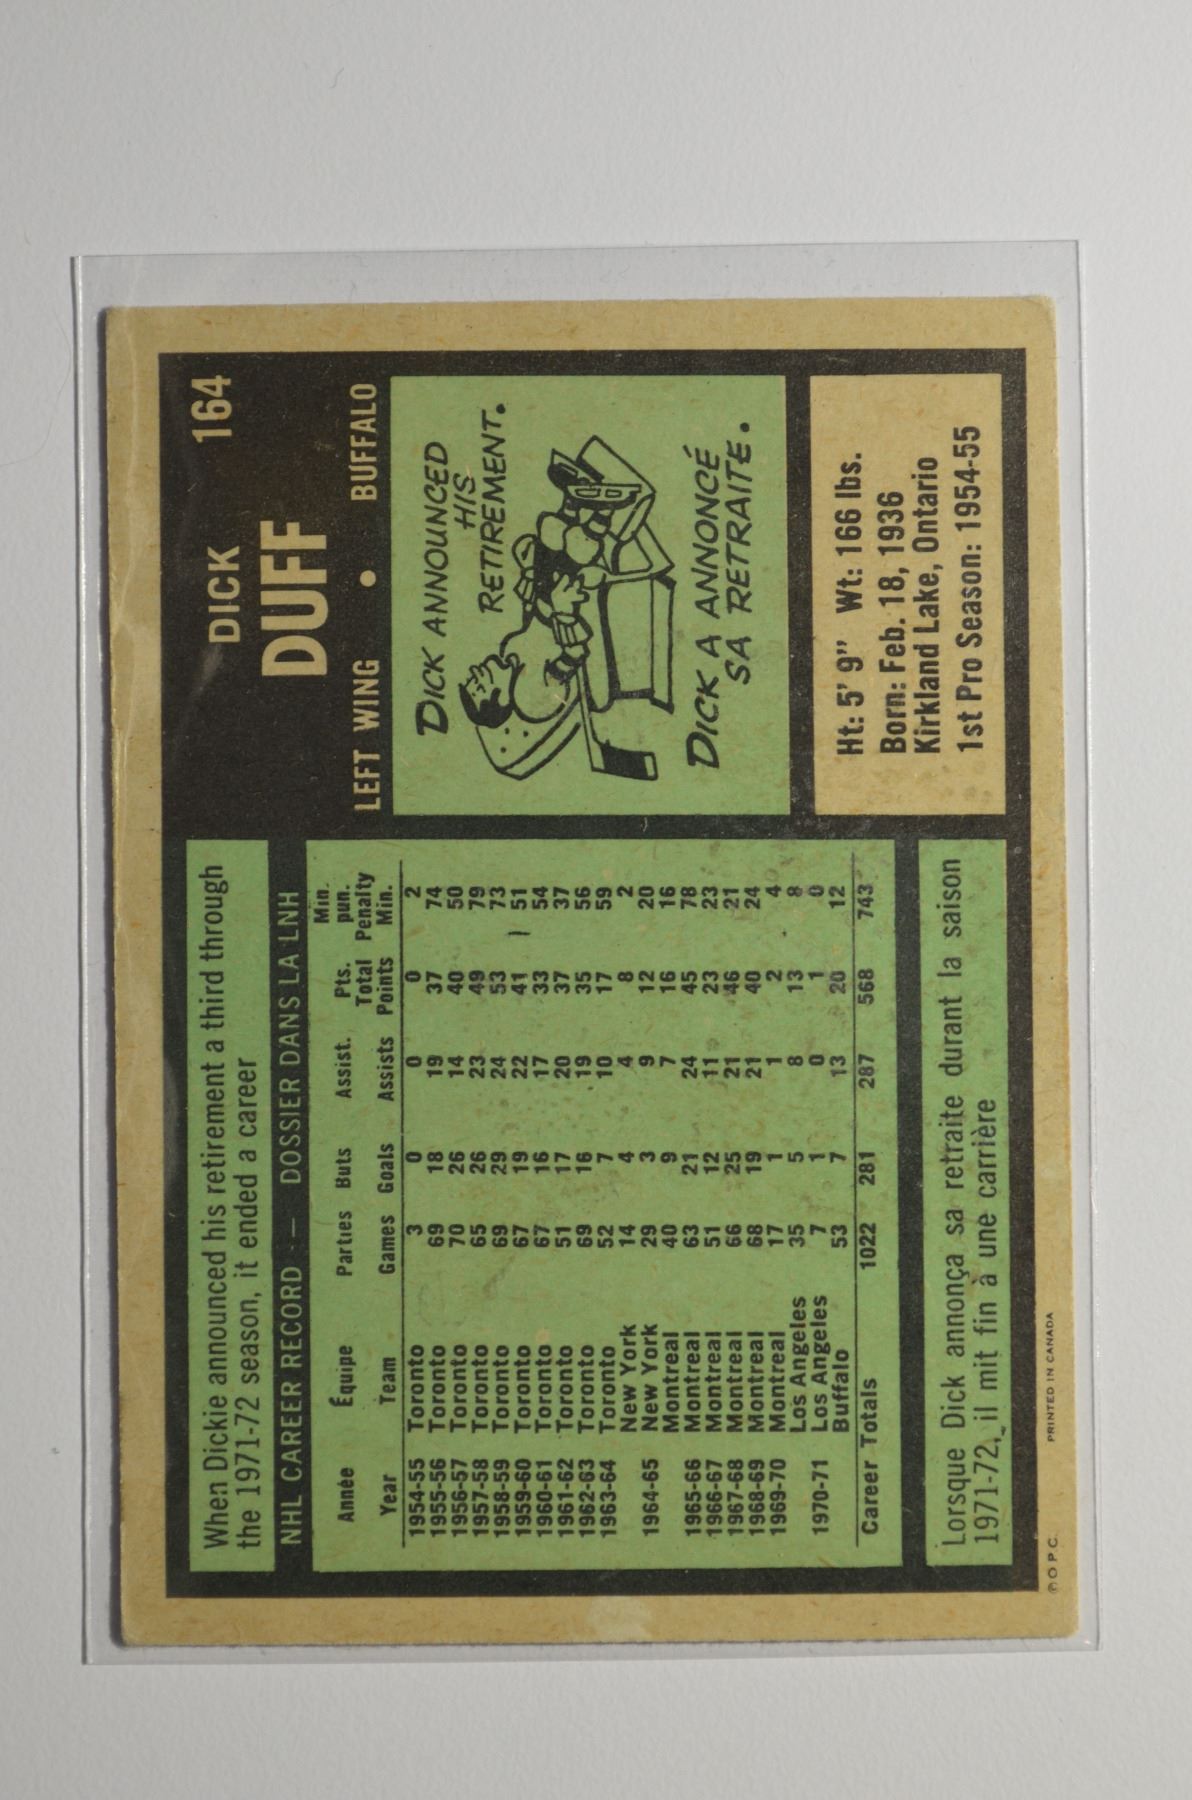 When Dickie announced his retirement a third through
the 1971-72 season, it ended a career
DICK 164
DUFF
LEFT WING • BUFFALO
NHL CAREER RECORD — DOSSIER DANS LA LNH
Année Équipe Parties Buts Assist. Pts. Total Min. pun.
Year Team Games Goals Assists Points Penalty Min.
1954-55 Toronto 3 0 0 0 2
1955-56 Toronto 69 18 19 37 74
1956-57 Toronto 70 26 14 40 50
1957-58 Toronto 65 26 23 49 79
1958-59 Toronto 69 29 24 53 73
1959-60 Toronto 67 19 22 41 51
1960-61 Toronto 67 16 17 33 54
1961-62 Toronto 51 17 20 37 37
1962-63 Toronto 69 16 19 35 56
1963-64 Toronto 52 7 10 17 59
New York 14 4 4 8 2
1964-65 New York 29 3 9 12 20
Montreal 40 9 7 16 16
1965-66 Montreal 63 21 24 45 78
1966-67 Montreal 51 12 11 23 23
1967-68 Montreal 66 25 21 46 21
1968-69 Montreal 68 19 21 40 24
1969-70 Montreal 17 1 1 2 4
Los Angeles 35 5 8 13 8
1970-71 Los Angeles 7 1 0 1 0
Buffalo 53 7 13 20 12
Career Totals 1022 281 287 568 743
DICK ANNOUNCED
HIS
RETIREMENT.
DICK A ANNONCÉ
SA RETRAITE.
Ht: 5' 9" Wt: 166 lbs.
Born: Feb. 18, 1936
Kirkland Lake, Ontario
1st Pro Season: 1954-55
Lorsque Dick annonça sa retraite durant la saison
1971-72, il mit fin à une carrière
© O.P.C. PRINTED IN CANADA